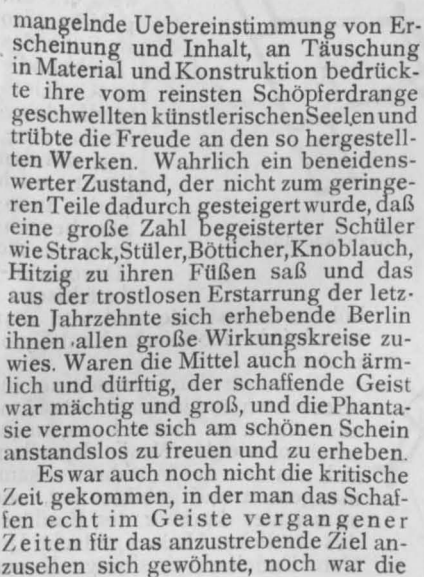 mangelnde Uebereinstimmung von Er-
scheinung und Inhalt, an Täuschung
in Material und Konstruktion bedrück-
te ihre vom reinsten Schöpferdrange
geschwellten künstlerischen Seelen und
trübte die Freude an den so hergestell-
ten Werken. Wahrlich ein beneidens-
werter Zustand, der nicht zum geringe-
ren Teile dadurch gesteigert wurde, daß
eine große Zahl begeisterter Schüler
wie Strack, Stüler, Bötticher, Knoblauch,
Hitzig zu ihren Füßen saß und das
aus der trostlosen Erstarrung der letz-
ten Jahrzehnte sich erhebende Berlin
ihnen allen große Wirkungskreise zu-
wies. Waren die Mittel auch noch ärm-
lich und dürftig, der schaffende Geist
war mächtig und groß, und die Phanta-
sie vermochte sich am schönen Schein
anstandslos zu freuen und zu erheben.
Es war auch noch nicht die kritische
Zeit gekommen, in der man das Schaf-
fen echt im Geiste vergangener
Zeiten für das anzustrebende Ziel an-
zusehen sich gewöhnte, noch war die